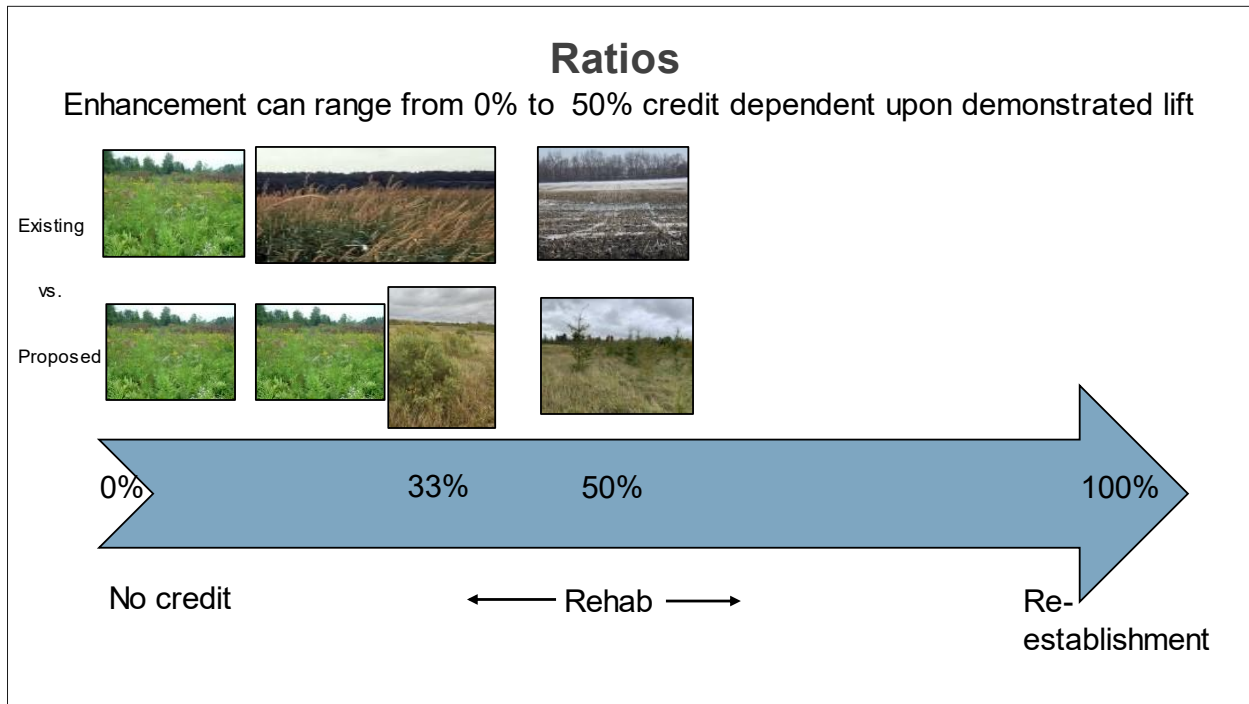 Ratios
Enhancement can range from 0% to 50% credit dependent upon demonstrated lift
Existing
vs.
Proposed
0%
33%
50%
100%
No credit
Rehab
Re-
establishment